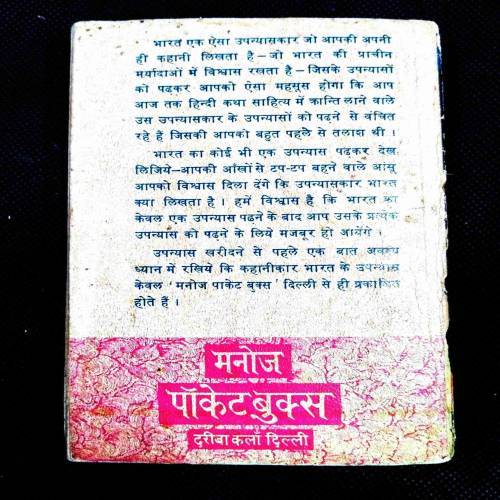 भारत एक ऐसा उपन्यासकार जो आपकी अपनी
ही कहानी लिखता है—जो भारत की प्राचीन
मर्यादाओं में विश्वास रखता है—जिसके उपन्यासों
को पढ़कर आपको ऐसा महसूस होगा कि आप
आज तक हिन्दी कथा साहित्य में क्रान्ति लाने वाले
उस उपन्यासकार के उपन्यासों को पढ़ने से वंचित
रहे हैं जिसकी आपको बहुत पहले से तलाश थी ।
भारत का कोई भी एक उपन्यास पढ़कर देख
लिजिये—आपकी आँखों से टप-टप बहने वाले आंसू
आपको विश्वास दिला देंगे कि उपन्यासकार भारत
क्या लिखता है । हमें विश्वास है कि भारत का
केवल एक उपन्यास पढने के बाद आप उसके प्रत्येक
उपन्यास को पढ़ने के लिये मजबूर हो जायेंगे ।
उपन्यास खरीदने से पहले एक बात अवश्य
ध्यान में रखिये कि कहानीकार भारत के उपन्यास
केवल ‘मनोज पाकेट बुक्स’ दिल्ली से ही प्रकाशित
होते हैं ।
मनोज
पॉकेट बुक्स
दरीबा कलाँ दिल्ली